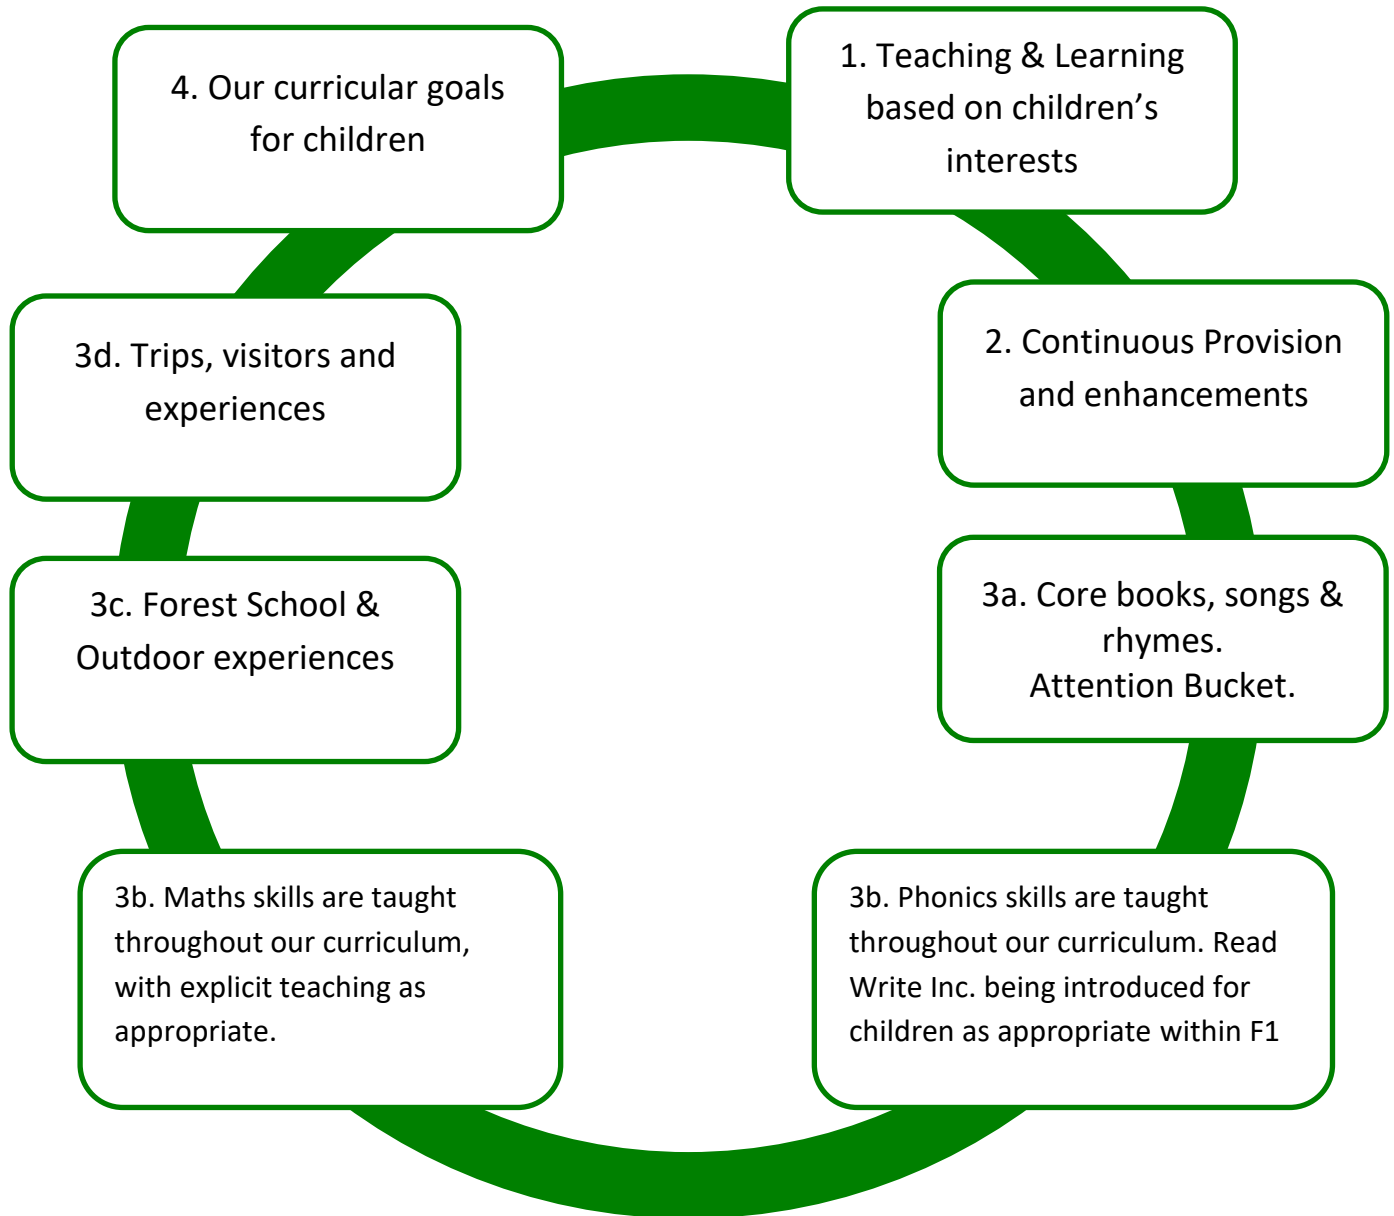 1. Teaching & Learning
based on children’s
interests
2. Continuous Provision
and enhancements
3a. Core books, songs &
rhymes.
Attention Bucket.
3b. Phonics skills are taught
throughout our curriculum. Read
Write Inc. being introduced for
children as appropriate within F1
3b. Maths skills are taught
throughout our curriculum,
with explicit teaching as
appropriate.
3c. Forest School &
Outdoor experiences
3d. Trips, visitors and
experiences
4. Our curricular goals
for children